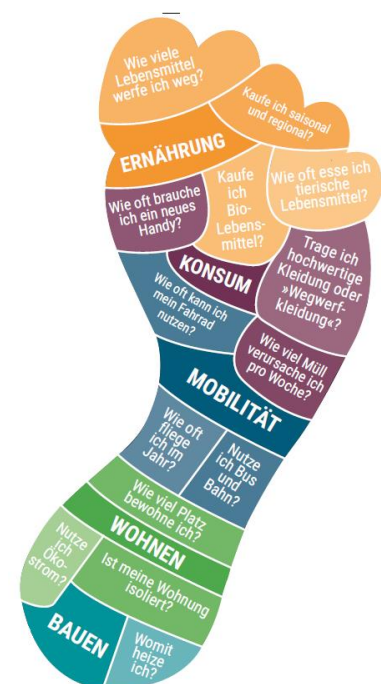 Wie viele
Lebensmittel
werfe ich weg?
Kaufe ich saisonal
und regional?
ERNÄHRUNG
Kaufe
ich
Bio-
Lebens-
mittel?
Wie oft esse ich
tierische
Lebensmittel?
Wie oft brauche
ich ein neues
Handy?
KONSUM
Trage ich
hochwertige
Kleidung oder
»Wegwerf-
kleidung«?
Wie oft kann ich
mein Fahrrad
nutzen?
Wie viel Müll
verursache ich
pro Woche?
MOBILITÄT
Wie oft
fliege
ich im
Jahr?
Nutze
ich Bus
und
Bahn?
Wie viel Platz
bewohne ich?
WOHNEN
Nutze
ich
Öko-
strom?
Ist meine Wohnung
isoliert?
BAUEN
Womit
heize
ich?